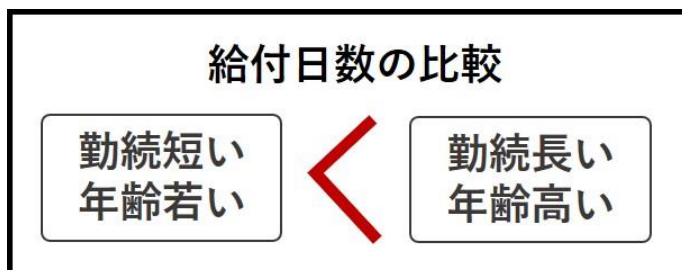 給付日数の比較
勤続短い
年齢若い
勤続長い
年齢高い